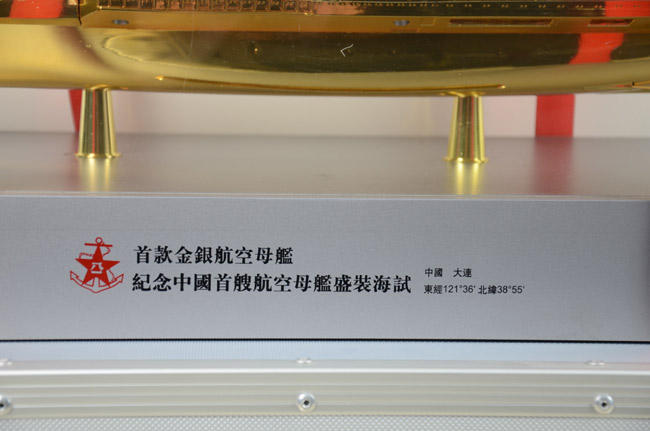 首款金銀航空母艦
紀念中國首艘航空母艦盛裝海試
中國 大連
東經121°36' 北緯38°55'